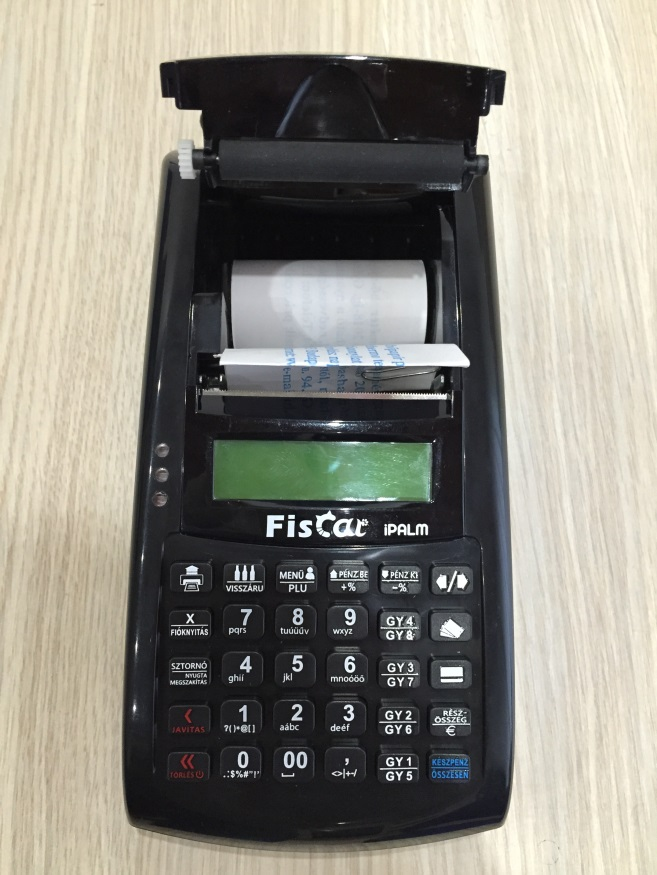 Fiscal iPALM
VISSZÁRU
MENÜ
PLU
PÉNZ BE
+%
PÉNZ KI
-%
/
X
FIÓKNYITÁS
7
pqrs
8
tuúüűv
9
wxyz
GY 4
GY 8
SZTORNÓ
NYUGTA
MEGSZAKÍTÁS
4
ghií
5
jkl
6
mnoóöő
GY 3
GY 7
<
JAVÍTÁS
1
?()*@[]
2
aábc
3
deéf
GY 2
GY 6
RÉSZ-
ÖSSZEG
€
«
TÖRLÉS
0
.:$%#"!'
00
,
<>|+-/
GY 1
GY 5
KÉSZPÉNZ
ÖSSZESEN